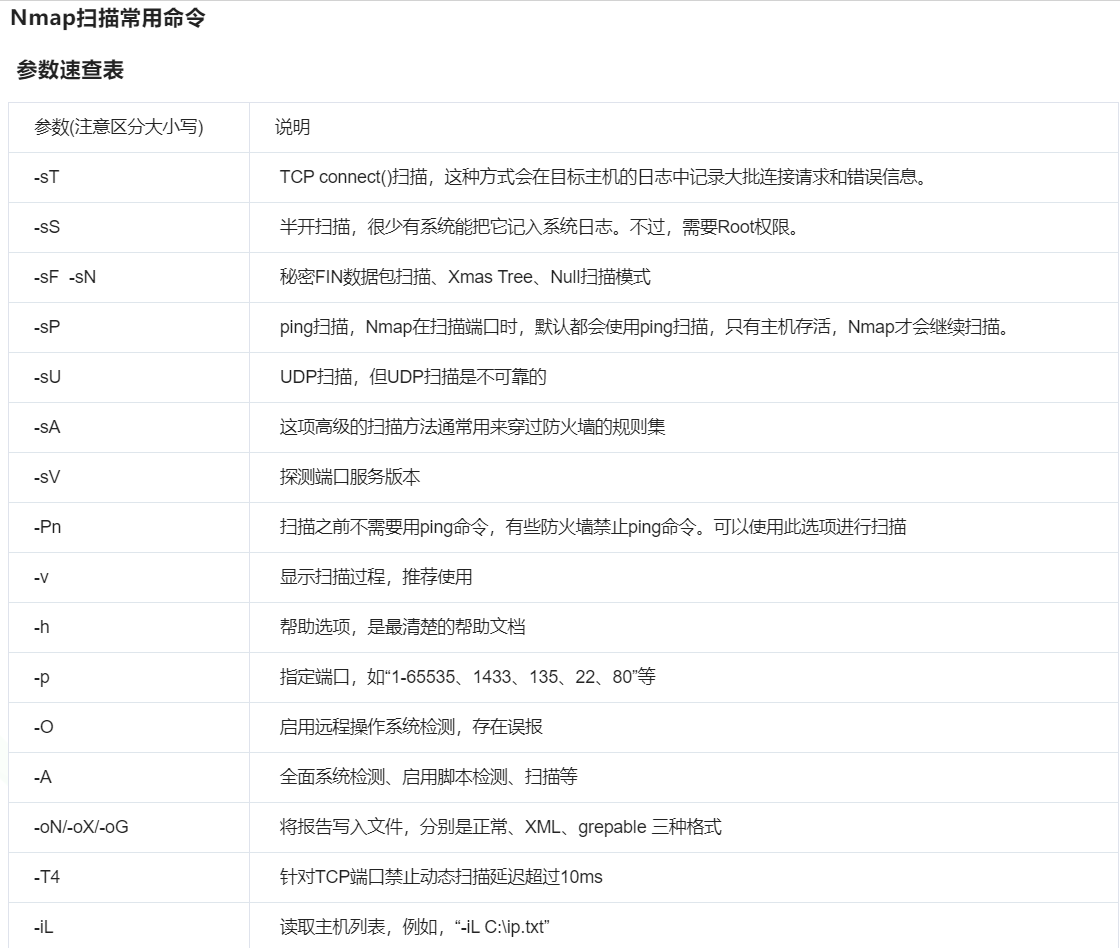 Nmap扫描常用命令
参数速查表
参数(注意区分大小写) 说明
-sT TCP connect()扫描，这种方式会在目标主机的日志中记录大批连接请求和错误信息。
-sS 半开扫描，很少有系统能把它记入系统日志。不过，需要Root权限。
-sF -sN 秘密FIN数据包扫描、Xmas Tree、Null扫描模式
-sP ping扫描，Nmap在扫描端口时，默认都会使用ping扫描，只有主机存活，Nmap才会继续扫描。
-sU UDP扫描，但UDP扫描是不可靠的
-sA 这项高级的扫描方法通常用来穿过防火墙的规则集
-sV 探测端口服务版本
-Pn 扫描之前不需要用ping命令，有些防火墙禁止ping命令。可以使用此选项进行扫描
-v 显示扫描过程，推荐使用
-h 帮助选项，是最清楚的帮助文档
-p 指定端口，如“1-65535、1433、135、22、80”等
-O 启用远程操作系统检测，存在误报
-A 全面系统检测、启用脚本检测、扫描等
-oN/-oX/-oG 将报告写入文件，分别是正常、XML、grepable 三种格式
-T4 针对TCP端口禁止动态扫描延迟超过10ms
-iL 读取主机列表，例如，“-iL C:\ip.txt”